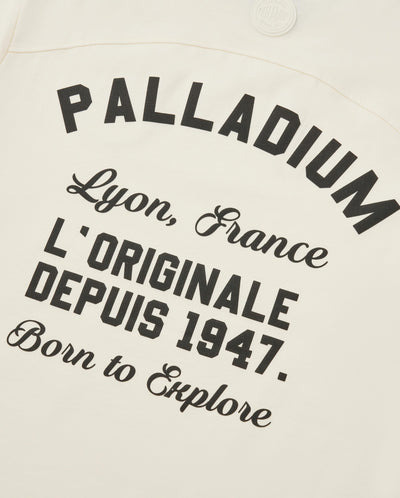 PALLADIUM
Lyon, France
L'ORIGINALE
DEPUIS 1947.
Born to Explore